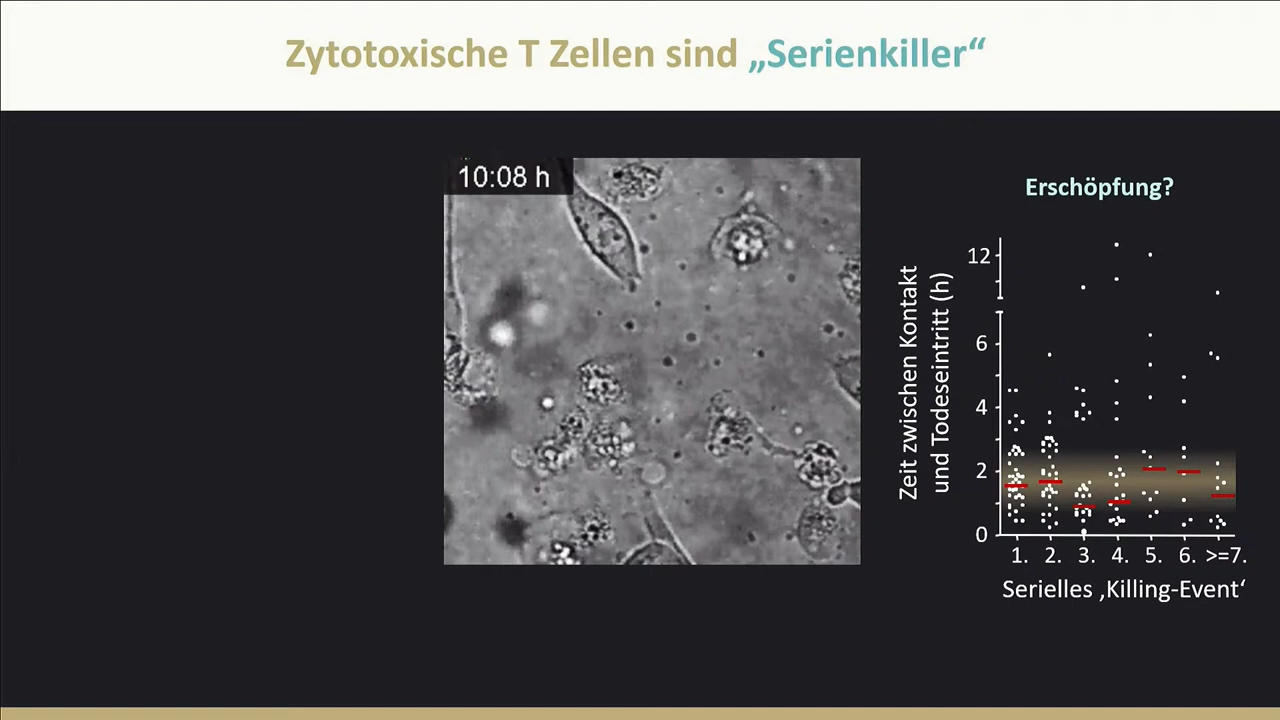 Zytotoxische T Zellen sind „Serienkiller“
10:08 h
Erschöpfung?
Zeit zwischen Kontakt
und Todeseintritt (h)
12
6
4
2
0
1. 2. 3. 4. 5. 6. >=7.
Serielles ‚Killing-Event‘